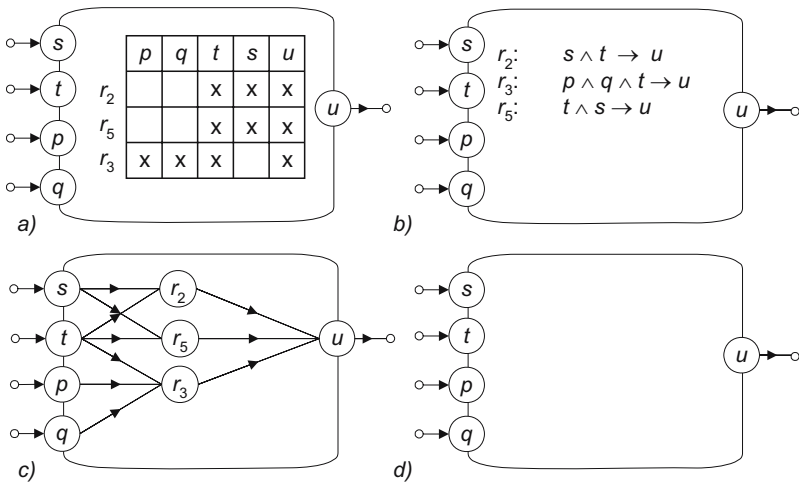 s
t
p
q
p q t s u
r2 x x x
r5 x x x
r3 x x x x
u
a)
s
t
p
q
r2: s ∧ t → u
r3: p ∧ q ∧ t → u
r5: t ∧ s → u
u
b)
s
t
p
q
r2
r5
r3
u
c)
s
t
p
q
u
d)